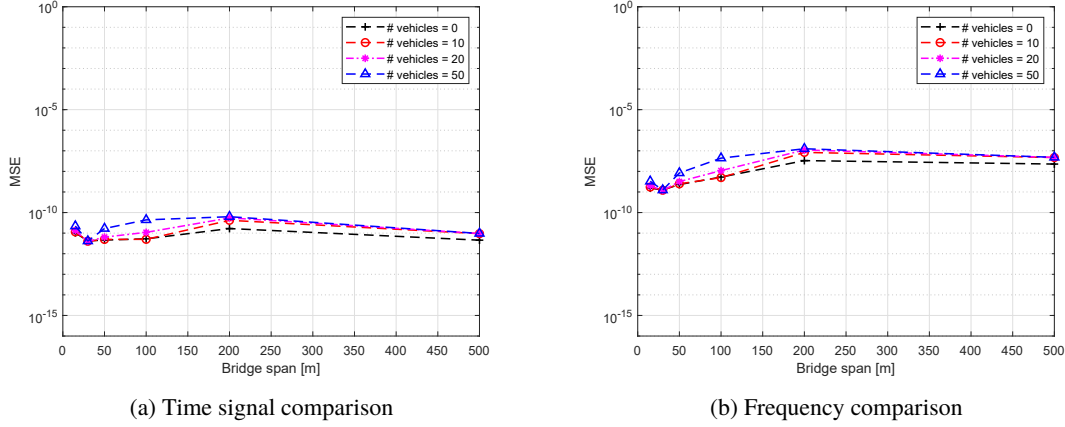 10^0
10^-5
10^-10
10^-15
MSE
0 50 100 150 200 250 300 350 400 450 500
Bridge span [m]
# vehicles = 0
# vehicles = 10
# vehicles = 20
# vehicles = 50
(a) Time signal comparison
10^0
10^-5
10^-10
10^-15
MSE
0 50 100 150 200 250 300 350 400 450 500
Bridge span [m]
# vehicles = 0
# vehicles = 10
# vehicles = 20
# vehicles = 50
(b) Frequency comparison